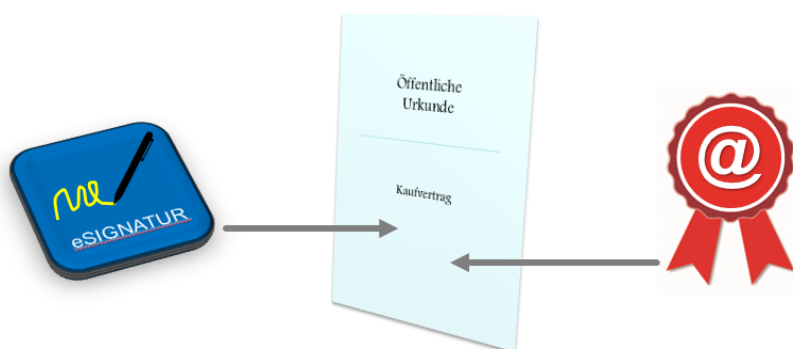 eSIGNATUR
Öffentliche
Urkunde
Kaufvertrag
@